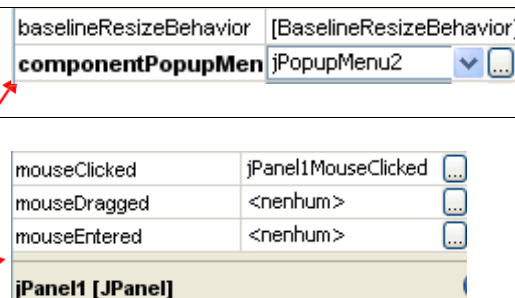 baselineResizeBehavior [BaselineResizeBehavior]
componentPopupMen jPopupMenu2 ...
mouseClicked jPanel1MouseClicked ...
mouseDragged <nenhum> ...
mouseEntered <nenhum> ...
jPanel1 [JPanel]